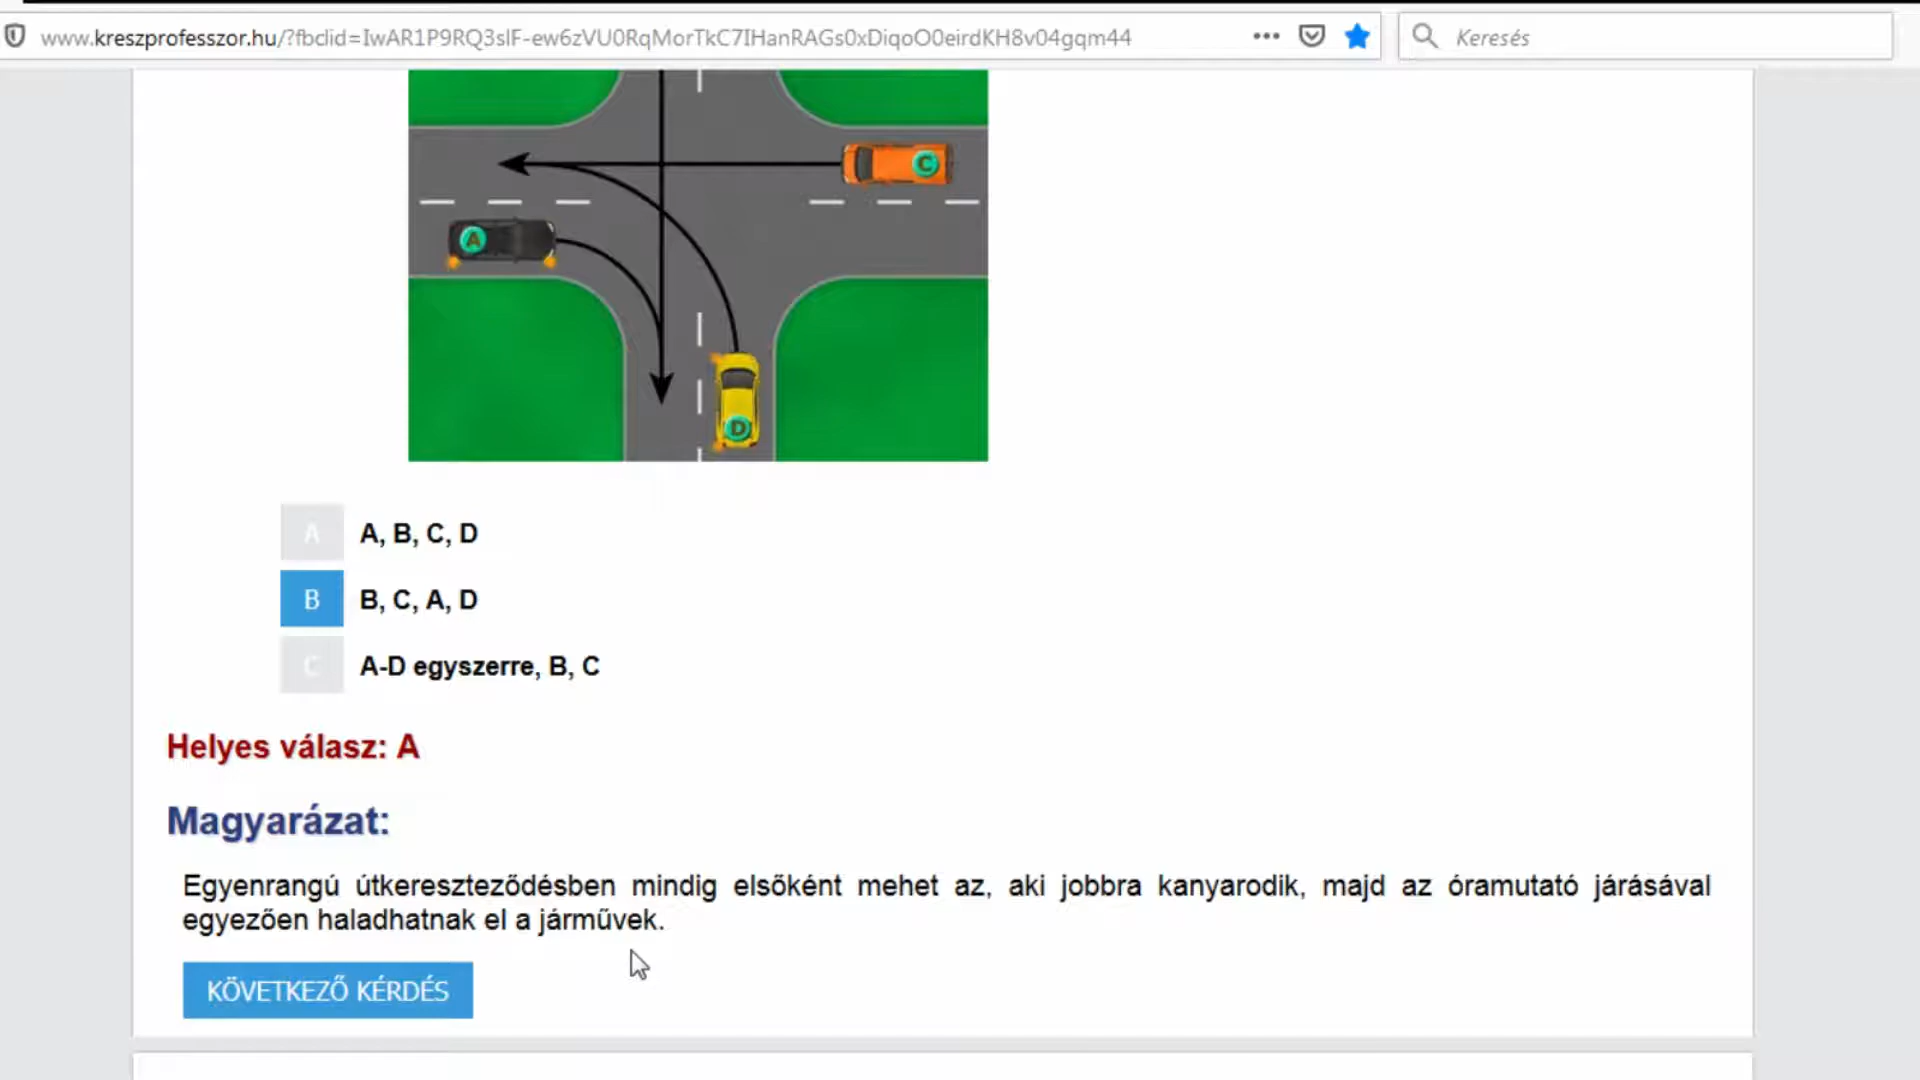 www.kreszprofesszor.hu/?fbclid=IwAR1P9RQ3slF-ew6zVU0RqMorTkC7IHanRAGs0xDiqoO0eirdKH8v04gqm44
Keresés
C
A
D
A A, B, C, D
B B, C, A, D
C A-D egyszerre, B, C
Helyes válasz: A
Magyarázat:
Egyenrangú útkereszteződésben mindig elsőként mehet az, aki jobbra kanyarodik, majd az óramutató járásával
egyezően haladhatnak el a járművek.
KÖVETKEZŐ KÉRDÉS